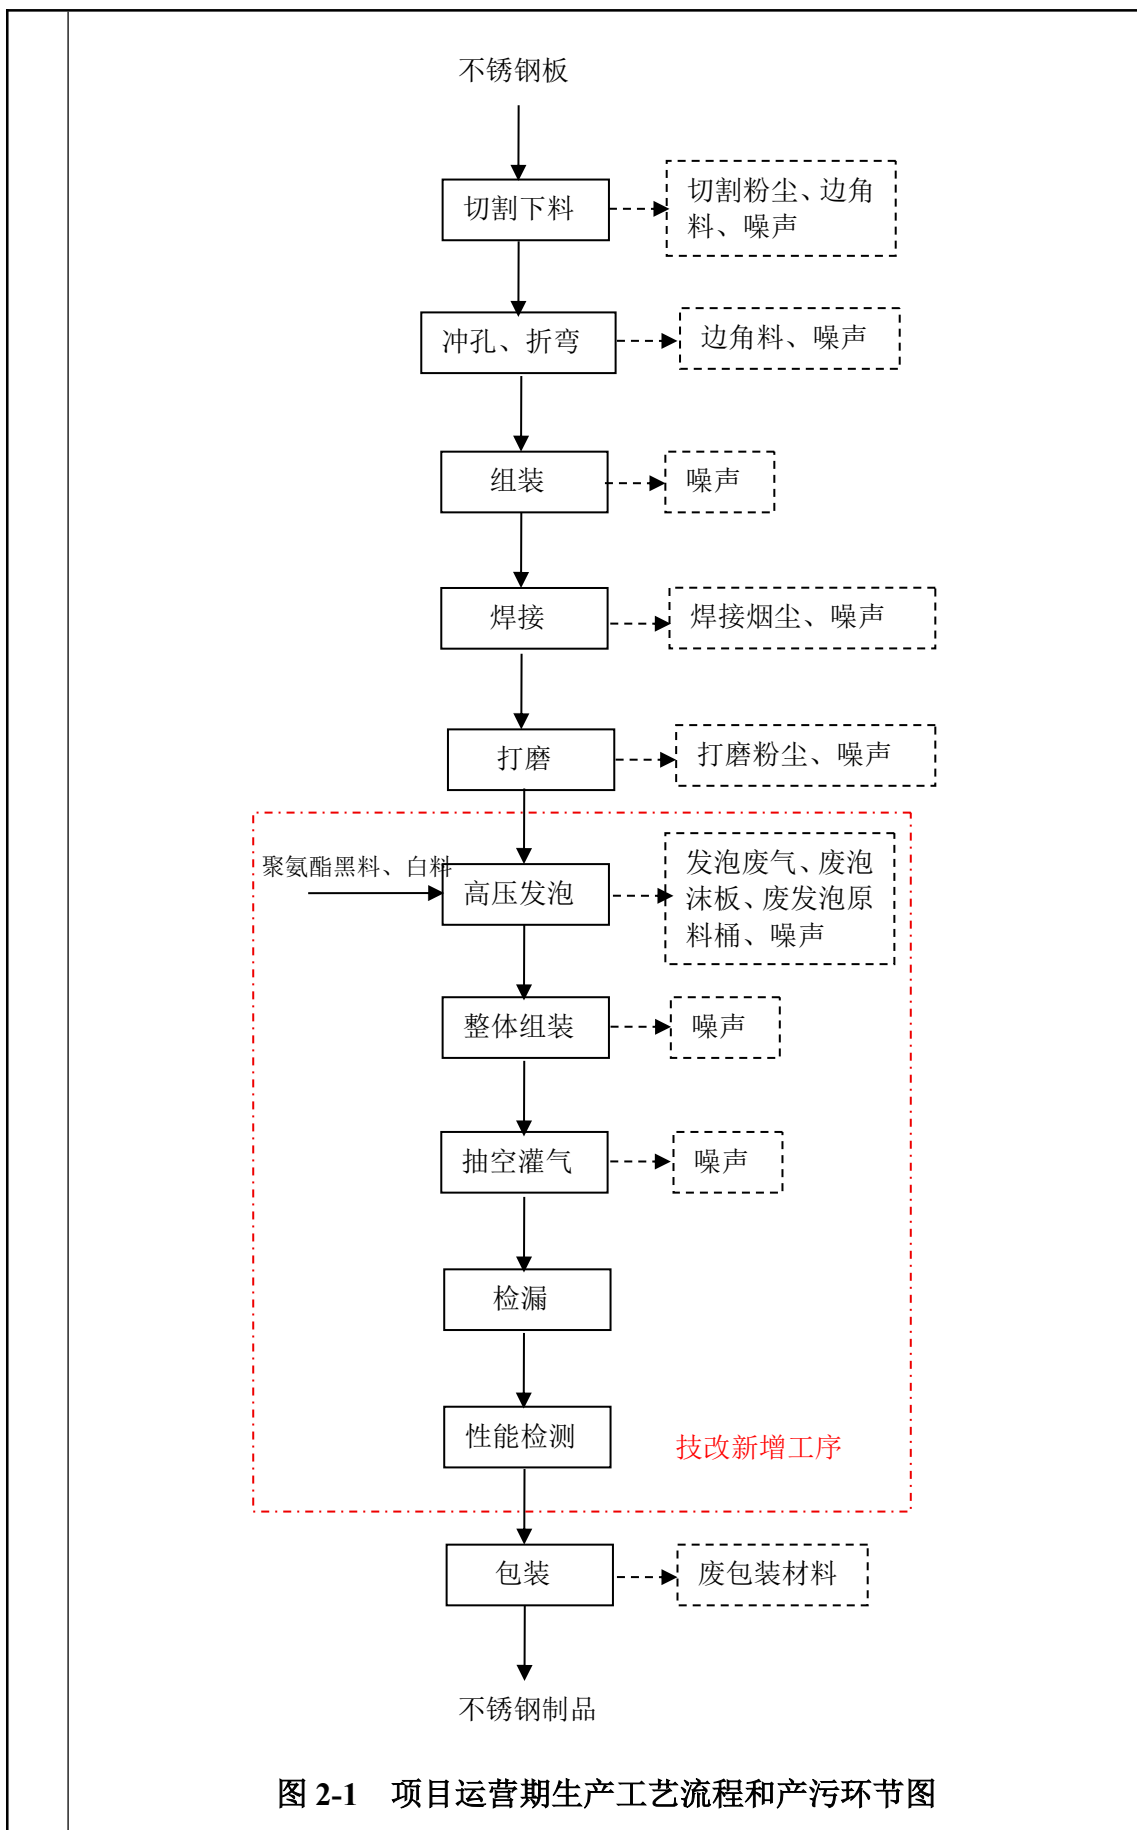 不锈钢板
切割下料
切割粉尘、边角
料、噪声
冲孔、折弯
边角料、噪声
组装
噪声
焊接
焊接烟尘、噪声
打磨
打磨粉尘、噪声
聚氨酯黑料、白料
高压发泡
发泡废气、废泡
沫板、废发泡原
料桶、噪声
整体组装
噪声
抽空灌气
噪声
检漏
性能检测
技改新增工序
包装
废包装材料
不锈钢制品
图 2-1 项目运营期生产工艺流程和产污环节图